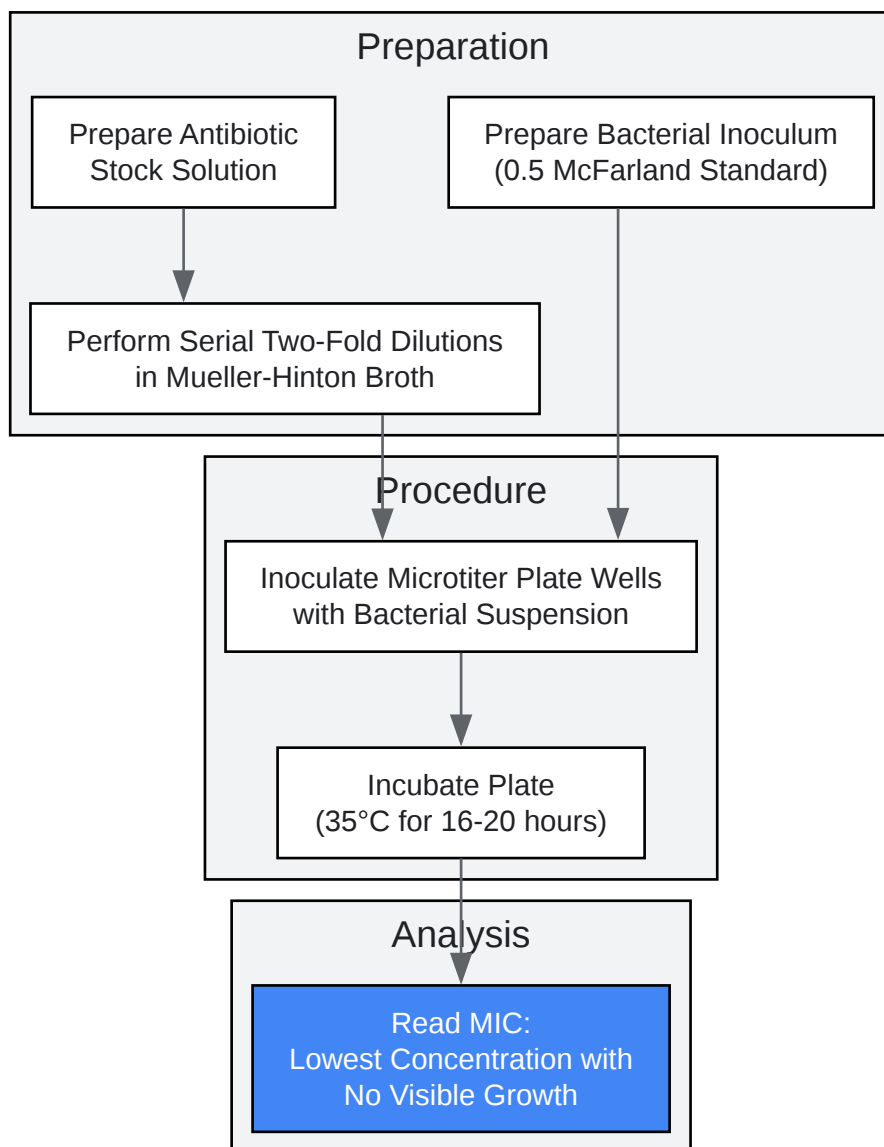 Preparation
Prepare Antibiotic
Stock Solution
Prepare Bacterial Inoculum
(0.5 McFarland Standard)
Perform Serial Two-Fold Dilutions
in Mueller-Hinton Broth
Procedure
Inoculate Microtiter Plate Wells
with Bacterial Suspension
Incubate Plate
(35°C for 16-20 hours)
Analysis
Read MIC:
Lowest Concentration with
No Visible Growth